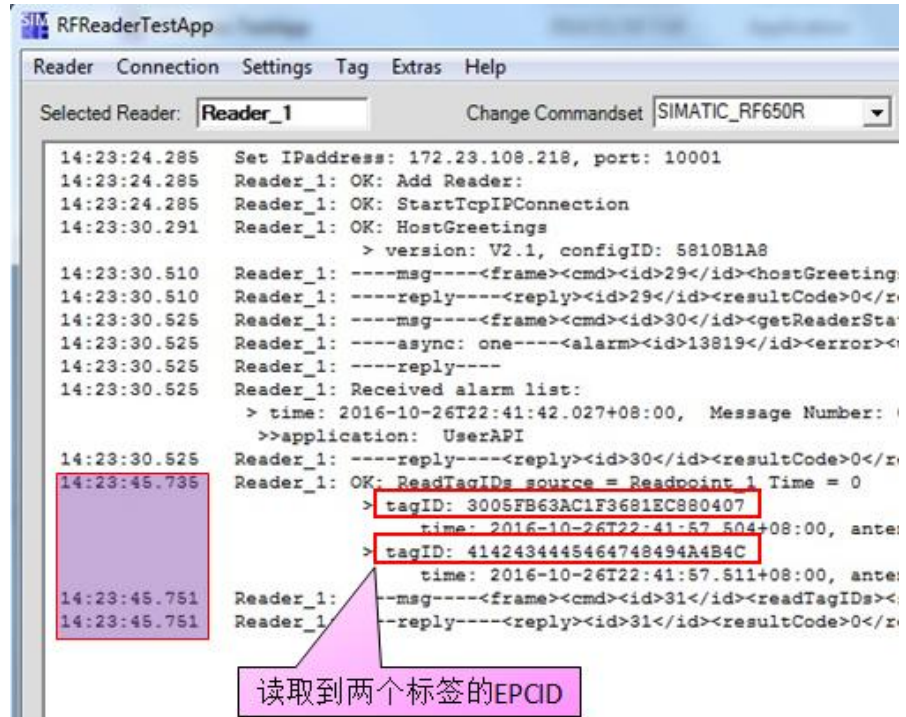 SIM RFReaderTestApp
Reader Connection Settings Tag Extras Help
Selected Reader: Reader_1 Change Commandset SIMATIC_RF650R
14:23:24.285 Set IPaddress: 172.23.108.218, port: 10001
14:23:24.285 Reader_1: OK: Add Reader:
14:23:24.285 Reader_1: OK: StartTcpIPConnection
14:23:30.291 Reader_1: OK: HostGreetings
> version: V2.1, configID: 5810B1A8
14:23:30.510 Reader_1: ----msg----<frame><cmd><id>29</id><hostGreetings
14:23:30.510 Reader_1: ----reply----<reply><id>29</id><resultCode>0</re
14:23:30.525 Reader_1: ----msg----<frame><cmd><id>30</id><getReaderSta
14:23:30.525 Reader_1: ----async: one----<alarm><id>13819</id><error><
14:23:30.525 Reader_1: ----reply----
14:23:30.525 Reader_1: Received alarm list:
> time: 2016-10-26T22:41:42.027+08:00, Message Number:
>>application: UserAPI
14:23:30.525 Reader_1: ----reply----<reply><id>30</id><resultCode>0</re
14:23:45.735 Reader_1: OK: ReadTagIDs source = Readpoint_1 Time = 0
> tagID: 3005FB63AC1F3681EC880407
time: 2016-10-26T22:41:57.504+08:00, anten
> tagID: 4142434445464748494A4B4C
time: 2016-10-26T22:41:57.511+08:00, anten
14:23:45.751 Reader_1: --msg----<frame><cmd><id>31</id><readTagIDs><s
14:23:45.751 Reader_1 --reply----<reply><id>31</id><resultCode>0</re
读取到两个标签的EPCID